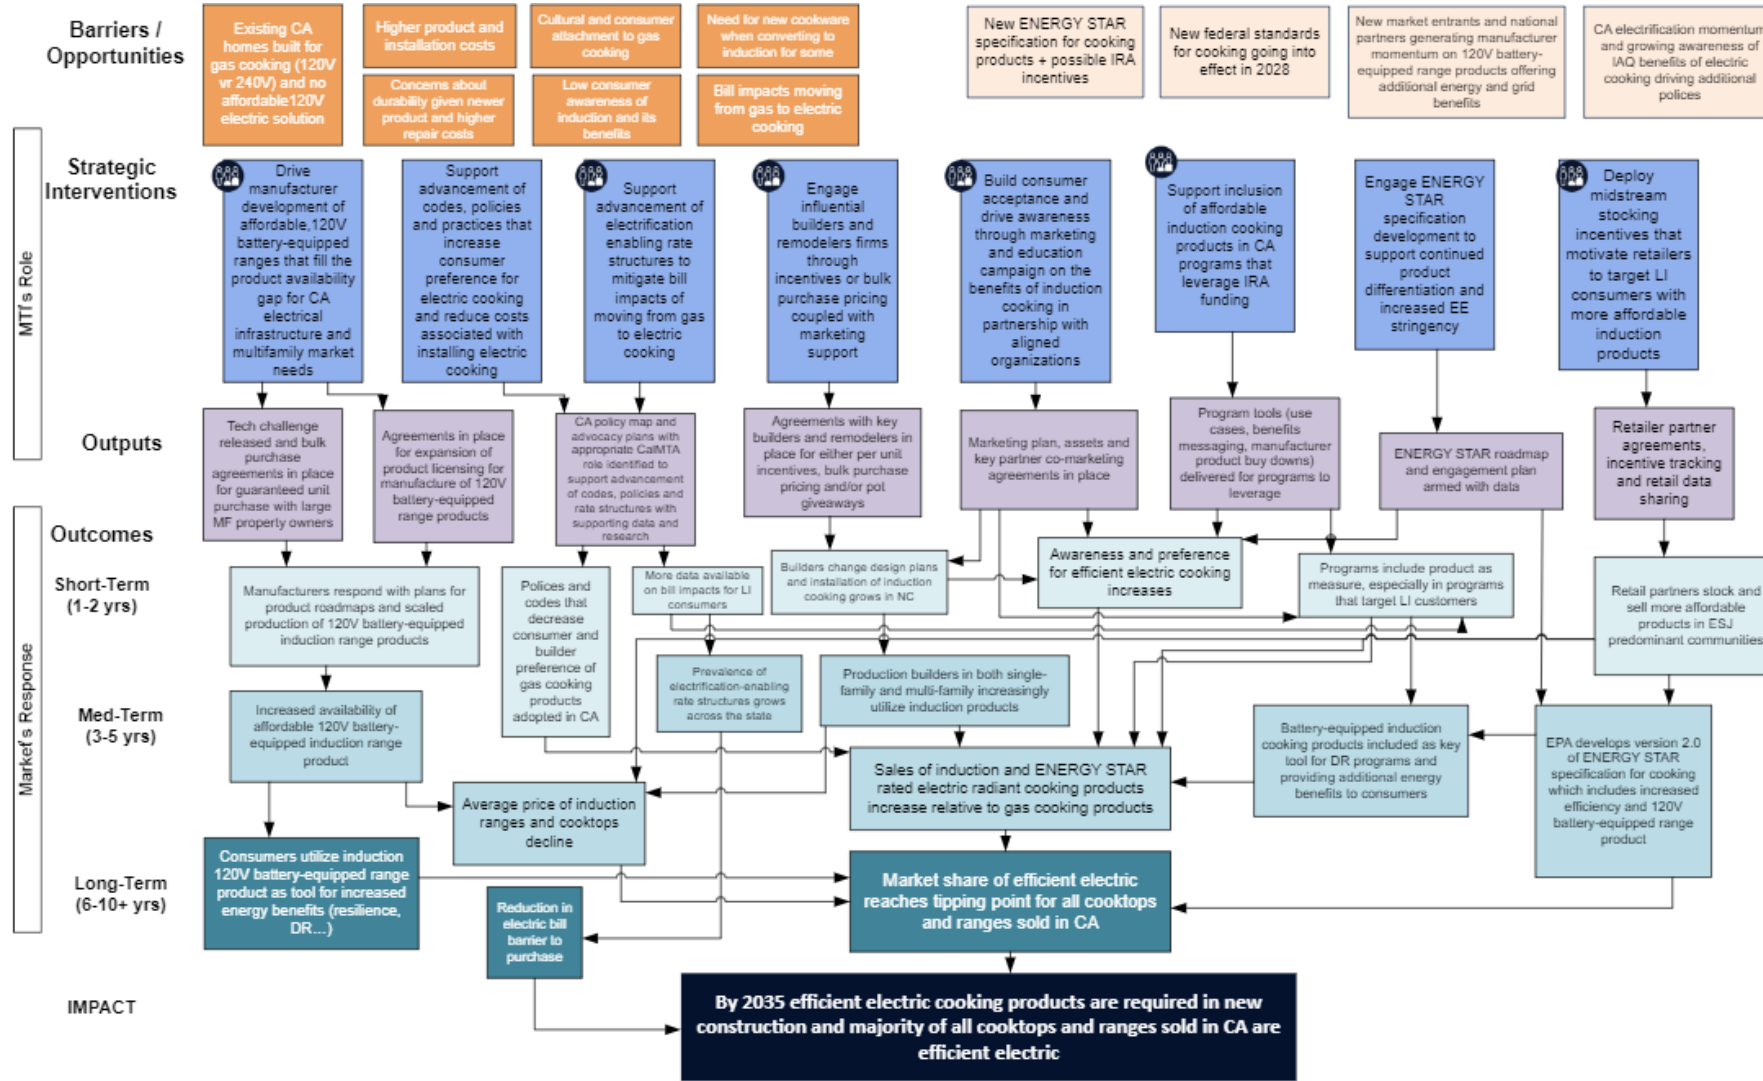 Barriers /
Opportunities
Existing CA
homes built for
gas cooking (120V
vr 240V) and no
affordable120V
electric solution
Higher product and
installation costs
Cultural and consumer
attachment to gas
cooking
Need for new cookware
when converting to
induction for some
Concerns about
durability given newer
product and higher
repair costs
Low consumer
awareness of
induction and its
benefits
Bill impacts moving
from gas to electric
cooking
New ENERGY STAR
specification for cooking
products + possible IRA
incentives
New federal standards
for cooking going into
effect in 2028
New market entrants and national
partners generating manufacturer
momentum on 120V battery-
equipped range products offering
additional energy and grid
benefits
CA electrification momentum
and growing awareness of
IAQ benefits of electric
cooking driving additional
polices
MTI's Role
Strategic
Interventions
Drive
manufacturer
development of
affordable,120V
battery-equipped
ranges that fill the
product availability
gap for CA
electrical
infrastructure and
multifamily market
needs
Support
advancement of
codes, policies
and practices that
increase
consumer
preference for
electric cooking
and reduce costs
associated with
installing electric
cooking
Support
advancement of
electrification
enabling rate
structures to
mitigate bill
impacts of
moving from gas
to electric
cooking
Engage
influential
builders and
remodelers firms
through
incentives or bulk
purchase pricing
coupled with
marketing
support
Build consumer
acceptance and
drive awareness
through marketing
and education
campaign on the
benefits of induction
cooking in
partnership with
aligned
organizations
Support inclusion
of affordable
induction cooking
products in CA
programs that
leverage IRA
funding
Engage ENERGY
STAR
specification
development to
support continued
product
differentiation and
increased EE
stringency
Deploy
midstream
stocking
incentives that
motivate retailers
to target LI
consumers with
more affordable
induction
products
Outputs
Tech challenge
released and bulk
purchase
agreements in place
for guaranteed unit
purchase with large
MF property owners
Agreements in place
for expansion of
product licensing for
manufacture of 120V
battery-equipped
range products
CA policy map and
advocacy plans with
appropriate CalMTA
role identified to
support advancement
of codes, policies and
rate structures with
supporting data and
research
Agreements with key
builders and remodelers in
place for either per unit
incentives, bulk purchase
pricing and/or pot
giveaways
Marketing plan, assets and
key partner co-marketing
agreements in place
Program tools (use
cases, benefits
messaging, manufacturer
product buy downs)
delivered for programs to
leverage
ENERGY STAR roadmap
and engagement plan
armed with data
Retailer partner
agreements,
incentive tracking
and retail data
sharing
Market's Response
Outcomes
Short-Term
(1-2 yrs)
Manufacturers respond with plans for
product roadmaps and scaled
production of 120V battery-equipped
induction range products
Polices and
codes that
decrease
consumer and
builder
preference of
gas cooking
products
adopted in CA
More data available
on bill impacts for LI
consumers
Builders change design plans
and installation of induction
cooking grows in NC
Awareness and preference
for efficient electric cooking
increases
Programs include product as
measure, especially in programs
that target LI customers
Retail partners stock and
sell more affordable
products in ESJ
predominant communities
Med-Term
(3-5 yrs)
Increased availability of
affordable 120V battery-
equipped induction range
product
Prevalence of
electrification-enabling
rate structures grows
across the state
Production builders in both single-
family and multi-family increasingly
utilize induction products
Average price of induction
ranges and cooktops
decline
Sales of induction and ENERGY STAR
rated electric radiant cooking products
increase relative to gas cooking products
Battery-equipped induction
cooking products included as key
tool for DR programs and
providing additional energy
benefits to consumers
EPA develops version 2.0
of ENERGY STAR
specification for cooking
which includes increased
efficiency and 120V
battery-equipped range
product
Long-Term
(6-10+ yrs)
Consumers utilize induction
120V battery-equipped range
product as tool for increased
energy benefits (resilience,
DR...)
Reduction in
electric bill
barrier to
purchase
Market share of efficient electric
reaches tipping point for all cooktops
and ranges sold in CA
IMPACT
By 2035 efficient electric cooking products are required in new
construction and majority of all cooktops and ranges sold in CA are
efficient electric